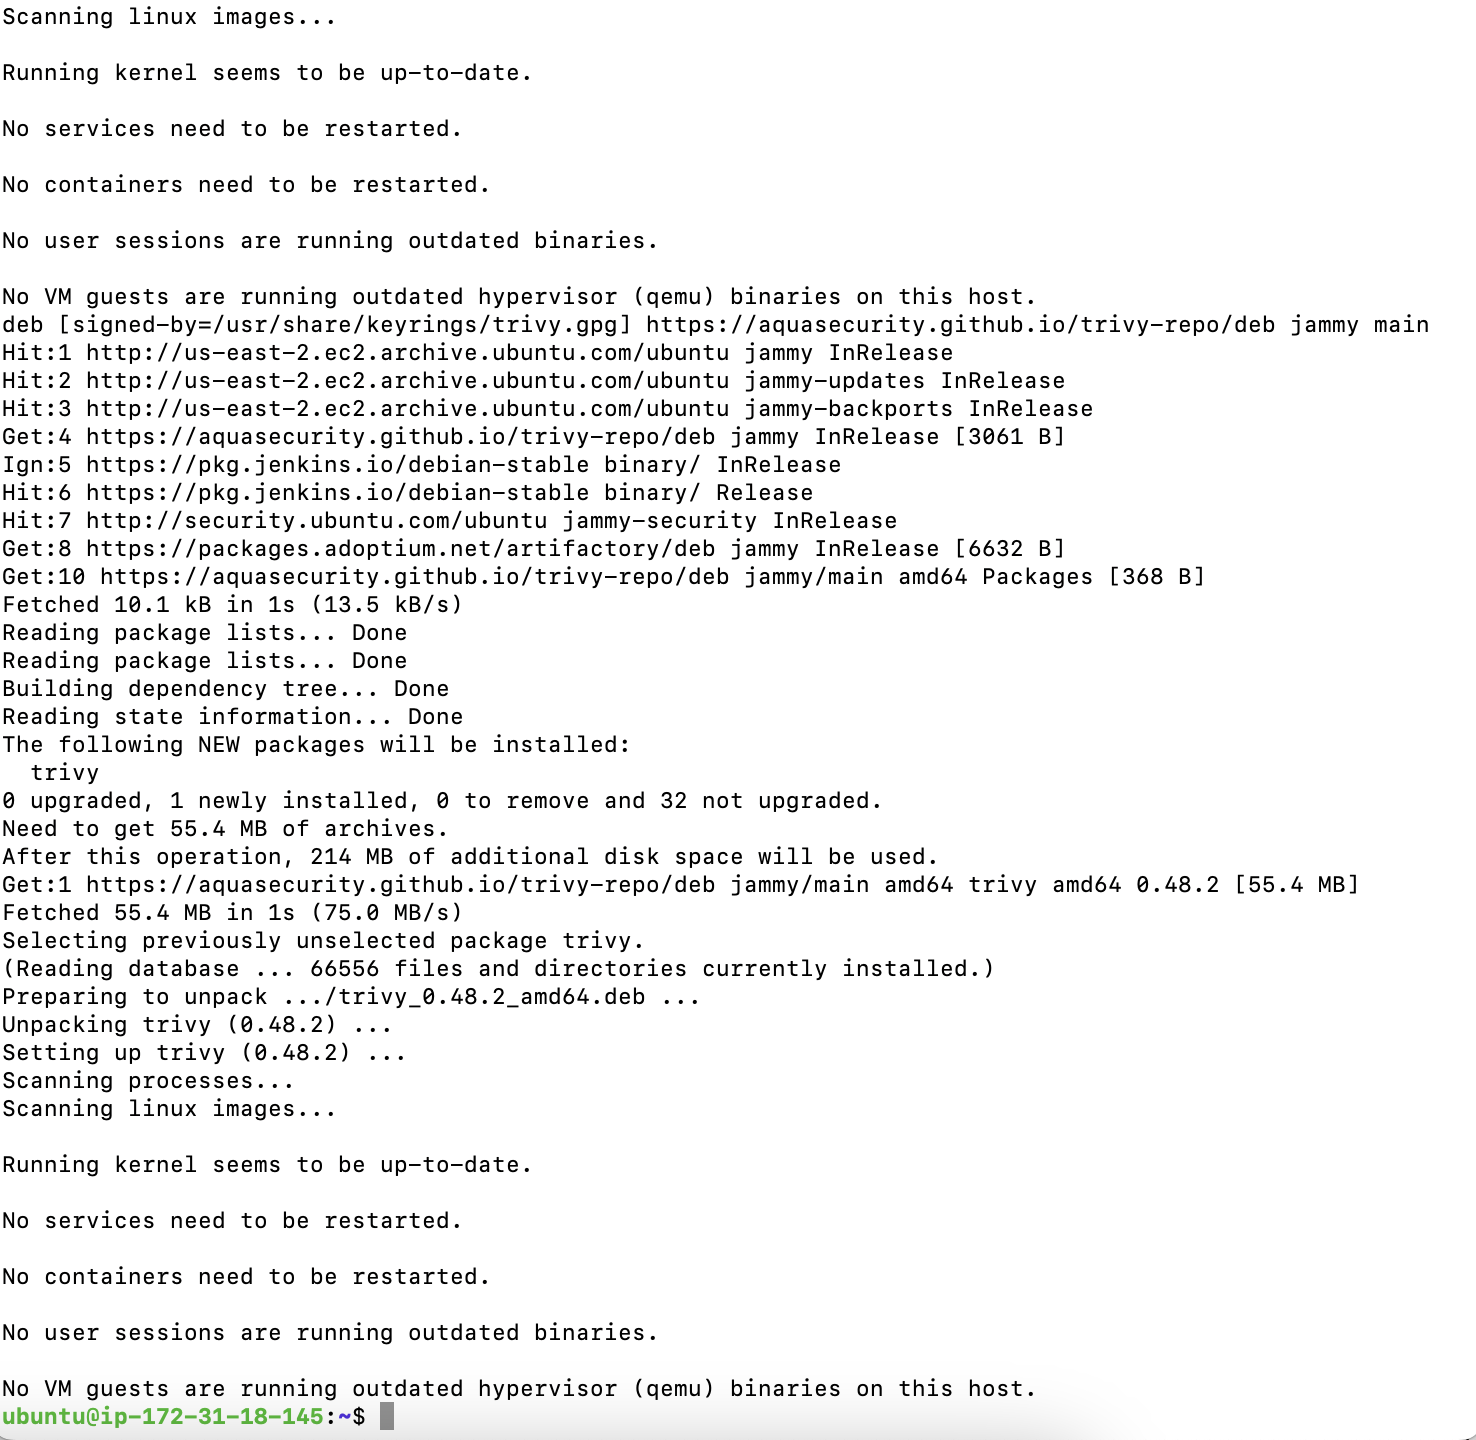 Scanning linux images...
Running kernel seems to be up-to-date.
No services need to be restarted.
No containers need to be restarted.
No user sessions are running outdated binaries.
No VM guests are running outdated hypervisor (qemu) binaries on this host.
deb [signed-by=/usr/share/keyrings/trivy.gpg] https://aquasecurity.github.io/trivy-repo/deb jammy main
Hit:1 http://us-east-2.ec2.archive.ubuntu.com/ubuntu jammy InRelease
Hit:2 http://us-east-2.ec2.archive.ubuntu.com/ubuntu jammy-updates InRelease
Hit:3 http://us-east-2.ec2.archive.ubuntu.com/ubuntu jammy-backports InRelease
Get:4 https://aquasecurity.github.io/trivy-repo/deb jammy InRelease [3061 B]
Ign:5 https://pkg.jenkins.io/debian-stable binary/ InRelease
Hit:6 https://pkg.jenkins.io/debian-stable binary/ Release
Hit:7 http://security.ubuntu.com/ubuntu jammy-security InRelease
Get:8 https://packages.adoptium.net/artifactory/deb jammy InRelease [6632 B]
Get:10 https://aquasecurity.github.io/trivy-repo/deb jammy/main amd64 Packages [368 B]
Fetched 10.1 kB in 1s (13.5 kB/s)
Reading package lists... Done
Reading package lists... Done
Building dependency tree... Done
Reading state information... Done
The following NEW packages will be installed:
  trivy
0 upgraded, 1 newly installed, 0 to remove and 32 not upgraded.
Need to get 55.4 MB of archives.
After this operation, 214 MB of additional disk space will be used.
Get:1 https://aquasecurity.github.io/trivy-repo/deb jammy/main amd64 trivy amd64 0.48.2 [55.4 MB]
Fetched 55.4 MB in 1s (75.0 MB/s)
Selecting previously unselected package trivy.
(Reading database ... 66556 files and directories currently installed.)
Preparing to unpack .../trivy_0.48.2_amd64.deb ...
Unpacking trivy (0.48.2) ...
Setting up trivy (0.48.2) ...
Scanning processes...
Scanning linux images...
Running kernel seems to be up-to-date.
No services need to be restarted.
No containers need to be restarted.
No user sessions are running outdated binaries.
No VM guests are running outdated hypervisor (qemu) binaries on this host.
ubuntu@ip-172-31-18-145:~$